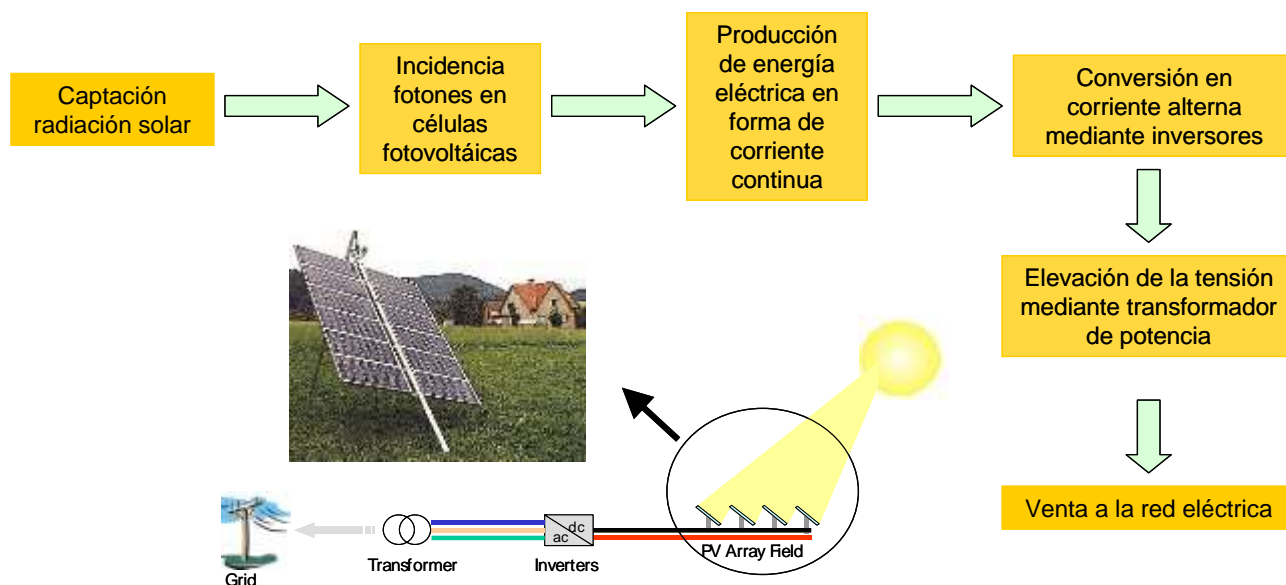 Captación
radiación solar
Incidencia
fotones en
células
fotovoltáicas
Producción
de energía
eléctrica en
forma de
corriente
continua
Conversión en
corriente alterna
mediante inversores
Elevación de la tensión
mediante transformador
de potencia
Venta a la red eléctrica
Grid
Transformer
dc
ac
Inverters
PV Array Field